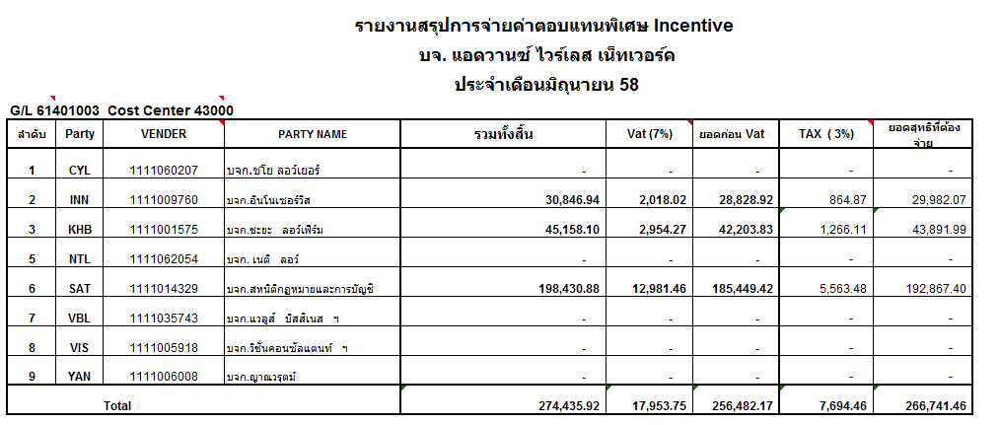 รายงานสรุปการจ่ายค่าตอบแทนพิเศษ Incentive
บจ. แอดวานซ์ ไวร์เลส เน็ทเวอร์ค
ประจำเดือนมิถุนายน 58
G/L 61401003 Cost Center 43000
ลำดับ Party VENDER PARTY NAME รวมทั้งสิ้น Vat (7%) ยอดก่อน Vat TAX ( 3%) ยอดสุทธิที่ต้อง
จ่าย
1 CYL 1111060207 บจก.ชโย ลอว์เยอร์ - - - - -
2 INN 1111009760 บจก.อินโนเซอร์วิส 30,846.94 2,018.02 28,828.92 864.87 29,982.07
3 KHB 1111001575 บจก.ชะยะ ลอว์เฟิร์ม 45,158.10 2,954.27 42,203.83 1,266.11 43,891.99
5 NTL 1111062054 บจก. เนติ ลอร์ - - - - -
6 SAT 1111014329 บจก.สหนิติกฏหมายและการบัญชี 198,430.88 12,981.46 185,449.42 5,563.48 192,867.40
7 VBL 1111035743 บจก.แวลูส์ บิสสิเนส ฯ - - - - -
8 VIS 1111005918 บจก.วิชั่นคอนซัลแตนท์ ฯ - - - - -
9 YAN 1111006008 บจก.ญาณวรุตม์ - - - - -
Total 274,435.92 17,953.75 256,482.17 7,694.46 266,741.46